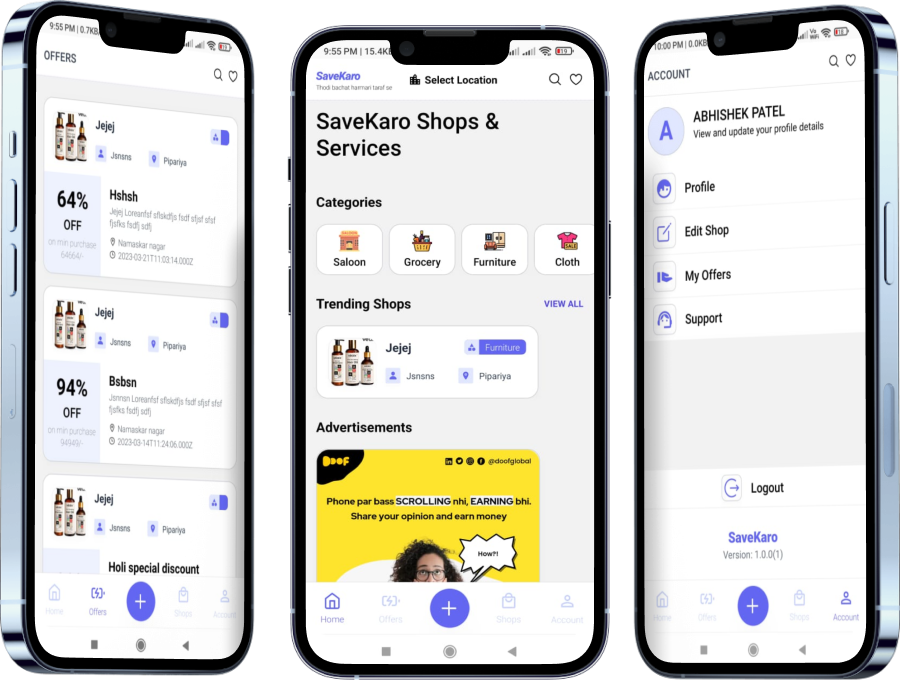 9:55 PM | 0.7KB
OFFERS
Jejej
Jsnsns
Pipariya
64%
OFF
on min purchase
64664/-
Hshsh
Jejej Loreanfsf sflskdfjs fsdf sfjsf sfsf
fjsfks fsdfj sdfj
Namaskar nagar
2023-03-21T11:03:14.000Z
Jejej
Jsnsns
Pipariya
94%
OFF
on min purchase
94949/-
Bsbsn
Jsnnsn Loreanfsf sflskdfjs fsdf sfjsf sfsf
fjsfks fsdfj sdfj
Namaskar nagar
2023-03-14T11:24:06.000Z
Jejej
Jsnsns
Pipariya
Holi special discount
Home
Offers
Shops
Account
9:55 PM | 15.4KB
19
SaveKaro
Thodi bachat hamari taraf se
Select Location
SaveKaro Shops &
Services
Categories
Saloon
Grocery
Furniture
Cloth
SALE
Trending Shops
VIEW ALL
Jejej
Furniture
Jsnsns
Pipariya
Advertisements
DOOF
@doofglobal
Phone par bass SCROLLING nhi, EARNING bhi.
Share your opinion and earn money
How?!
Home
Offers
Shops
Account
10:00 PM | 0.0KB
Vo
WiFi
18
ACCOUNT
A
ABHISHEK PATEL
View and update your profile details
Profile
Edit Shop
My Offers
Support
Logout
SaveKaro
Version: 1.0.0(1)
Home
Offers
Shops
Account